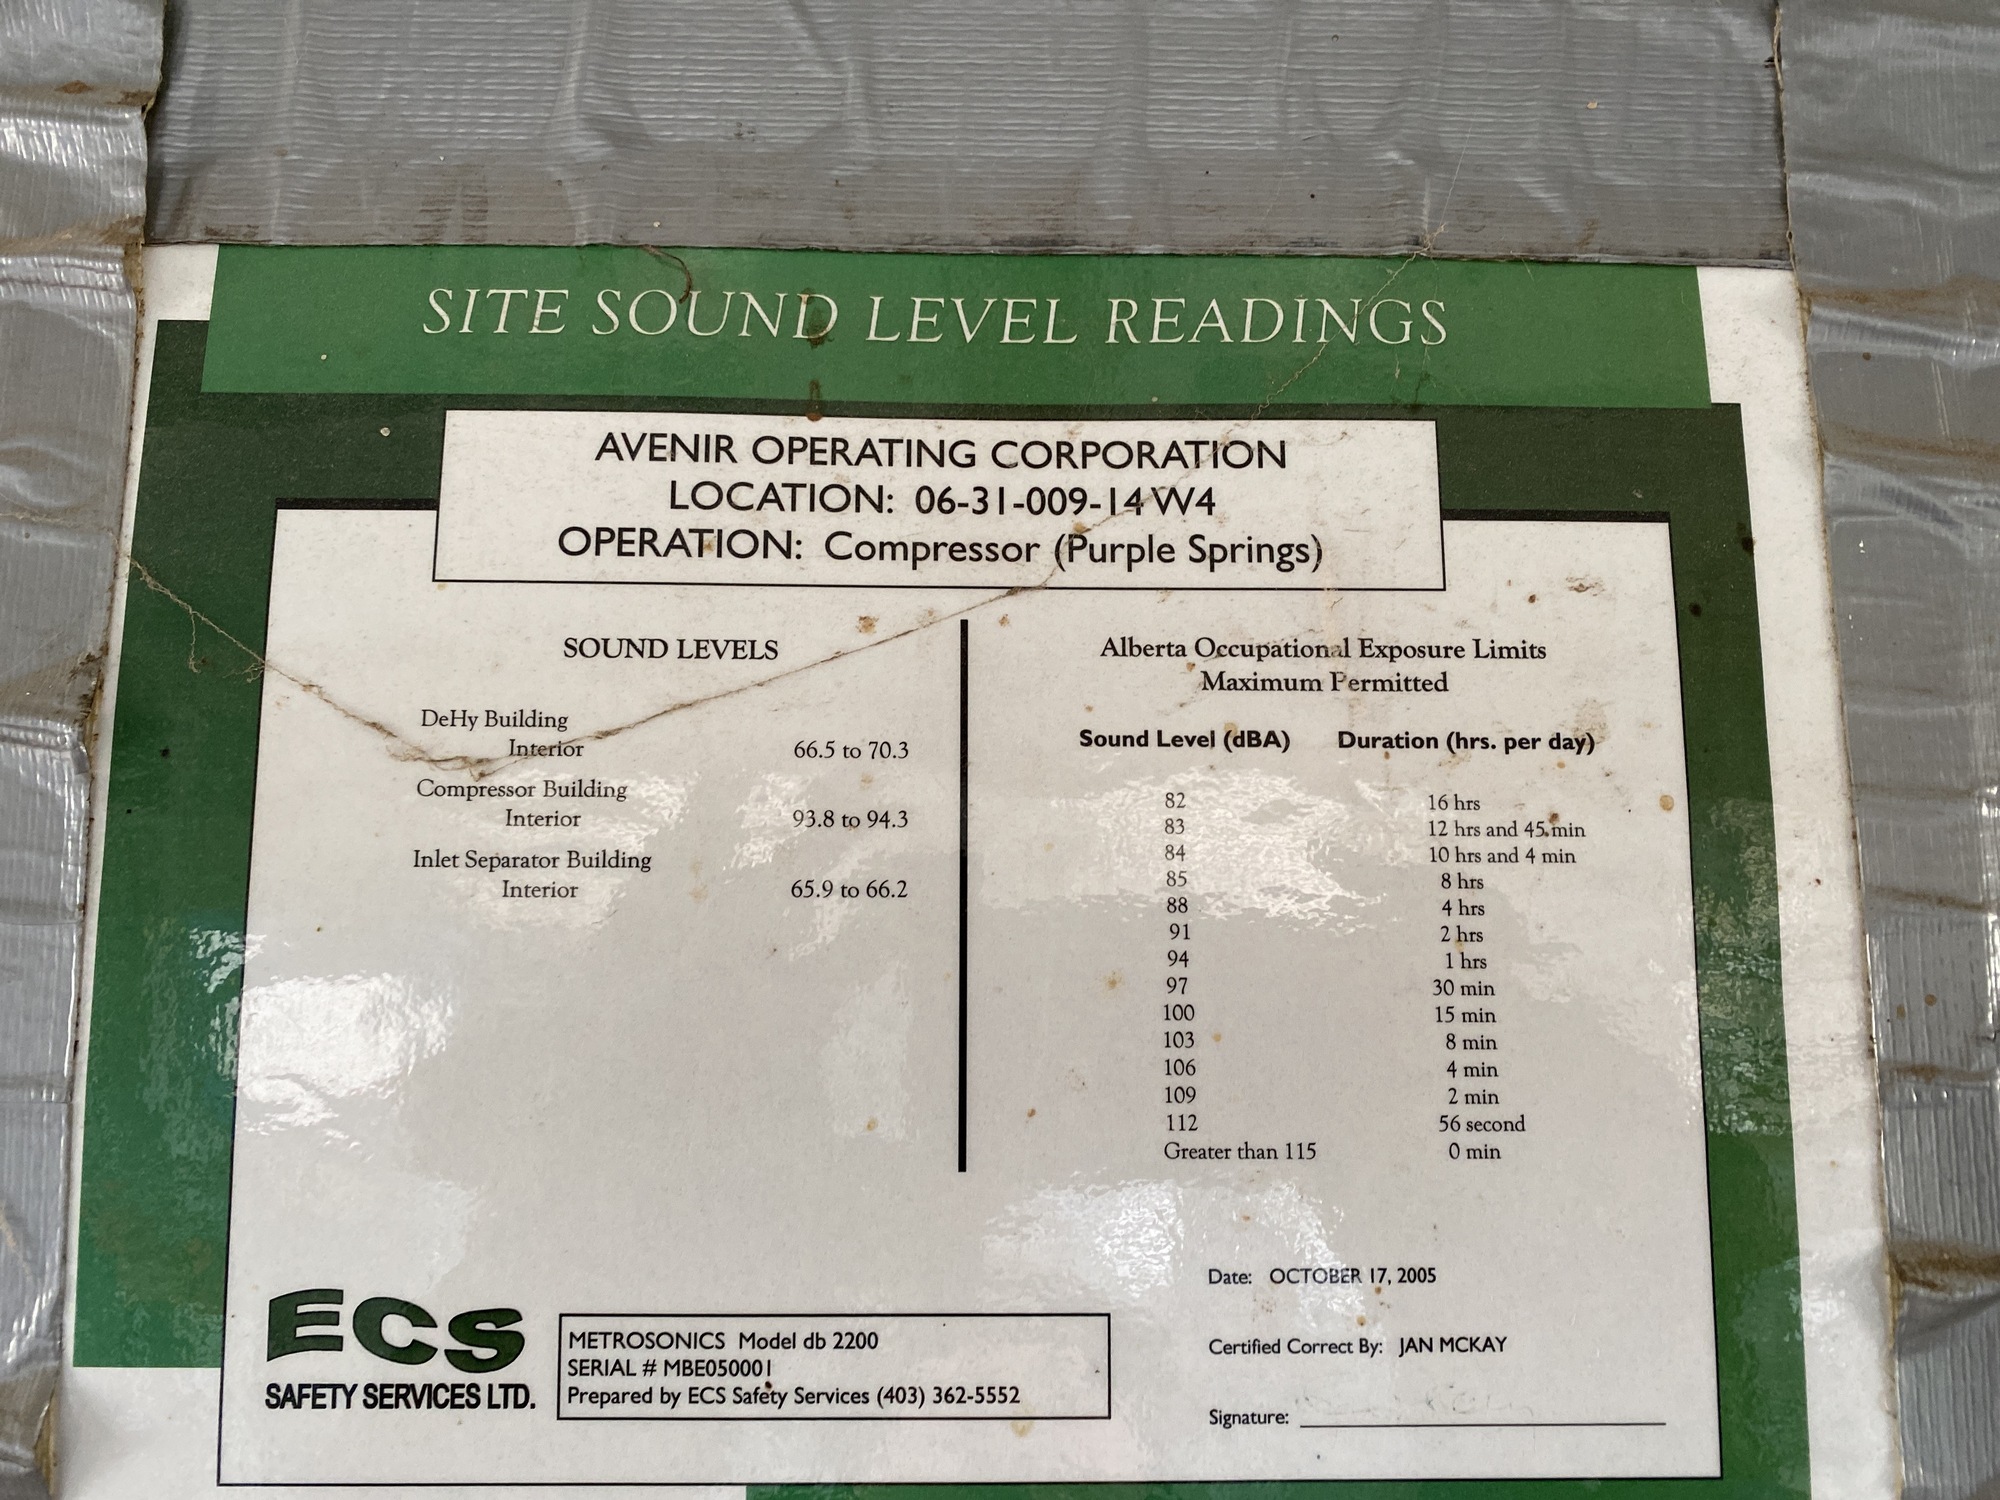 SITE SOUND LEVEL READINGS
AVENIR OPERATING CORPORATION
LOCATION: 06-31-009-14 W4
OPERATION: Compressor (Purple Springs)
SOUND LEVELS
DeHy Building
Interior 66.5 to 70.3
Compressor Building
Interior 93.8 to 94.3
Inlet Separator Building
Interior 65.9 to 66.2
Alberta Occupational Exposure Limits
Maximum Permitted
Sound Level (dBA) Duration (hrs. per day)
82 16 hrs
83 12 hrs and 45 min
84 10 hrs and 4 min
85 8 hrs
88 4 hrs
91 2 hrs
94 1 hrs
97 30 min
100 15 min
103 8 min
106 4 min
109 2 min
112 56 second
Greater than 115 0 min
ECS
SAFETY SERVICES LTD.
METROSONICS Model db 2200
SERIAL # MBE050001
Prepared by ECS Safety Services (403) 362-5552
Date: OCTOBER 17, 2005
Certified Correct By: JAN MCKAY
Signature: